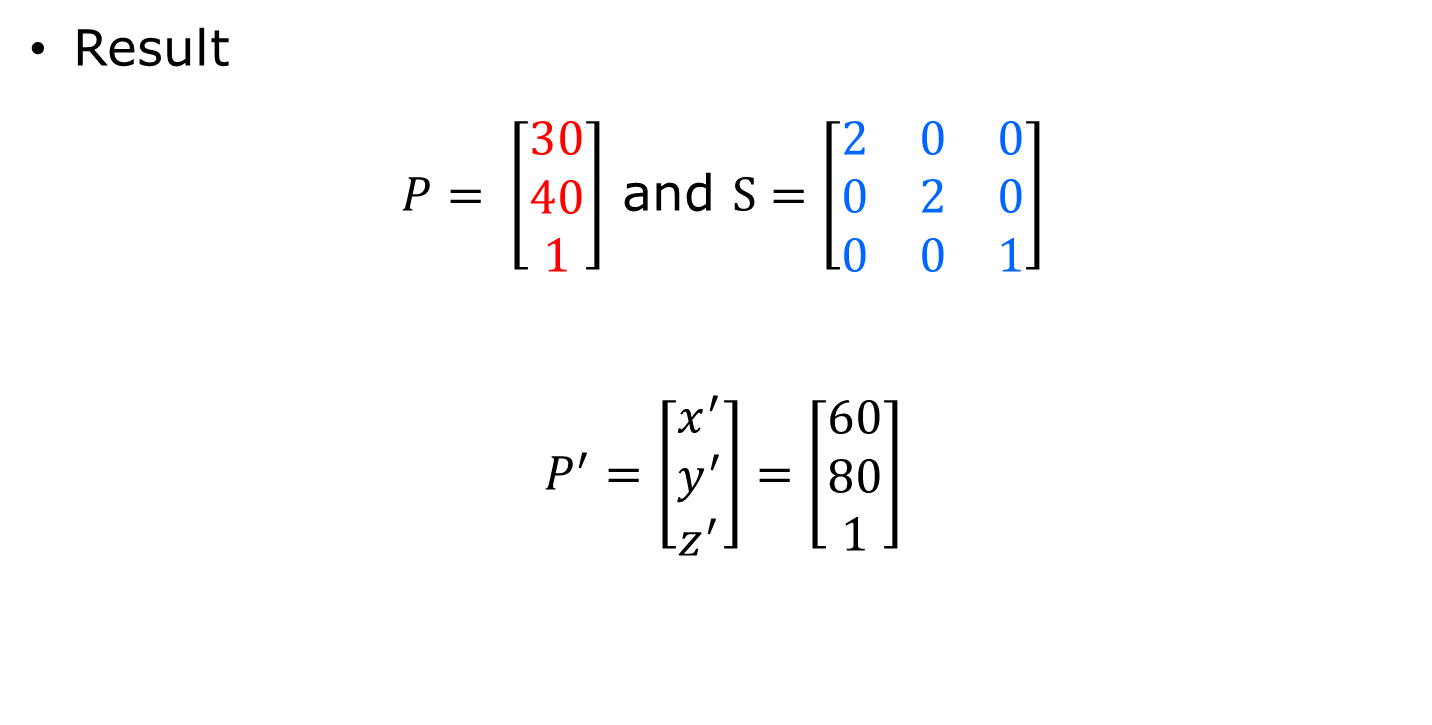 • Result
P = [30 40 1] and S = [2 0 0
0 2 0
0 0 1]
P′ = [x′ y′ z′] = [60 80 1]